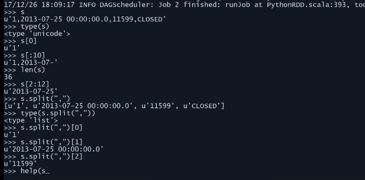 17/12/26 18:09:17 INFO DAGScheduler: Job 2 finished: runJob at PythonRDD.scala:393, too
>>> s
u'1,2013-07-25 00:00:00.0,11599,CLOSED'
>>> type(s)
<type 'unicode'>
>>> s[0]
u'1'
>>> s[:10]
u'1,2013-07-'
>>> len(s)
36
>>> s[2:12]
u'2013-07-25'
>>> s.split(",")
[u'1', u'2013-07-25 00:00:00.0', u'11599', u'CLOSED']
>>> type(s.split(","))
<type 'list'>
>>> s.split(",")[0]
u'1'
>>> s.split(",")[1]
u'2013-07-25 00:00:00.0'
>>> s.split(",")[2]
u'11599'
>>> help(s_